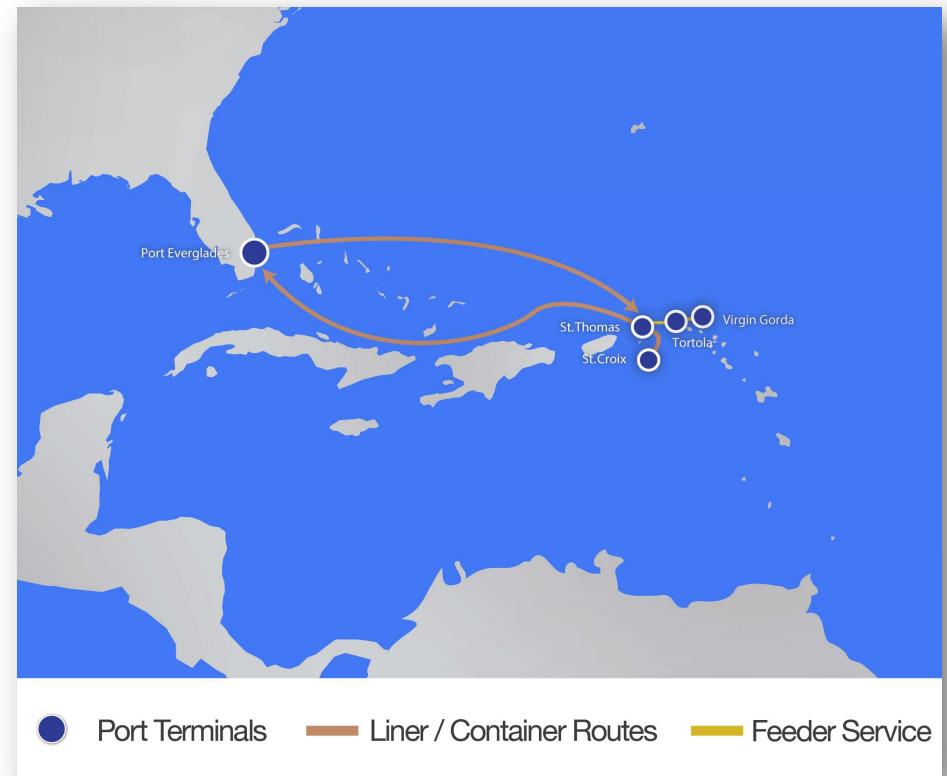 Port Everglades
St.Thomas
Virgin Gorda
Tortola
St.Croix
Port Terminals
Liner / Container Routes
Feeder Service